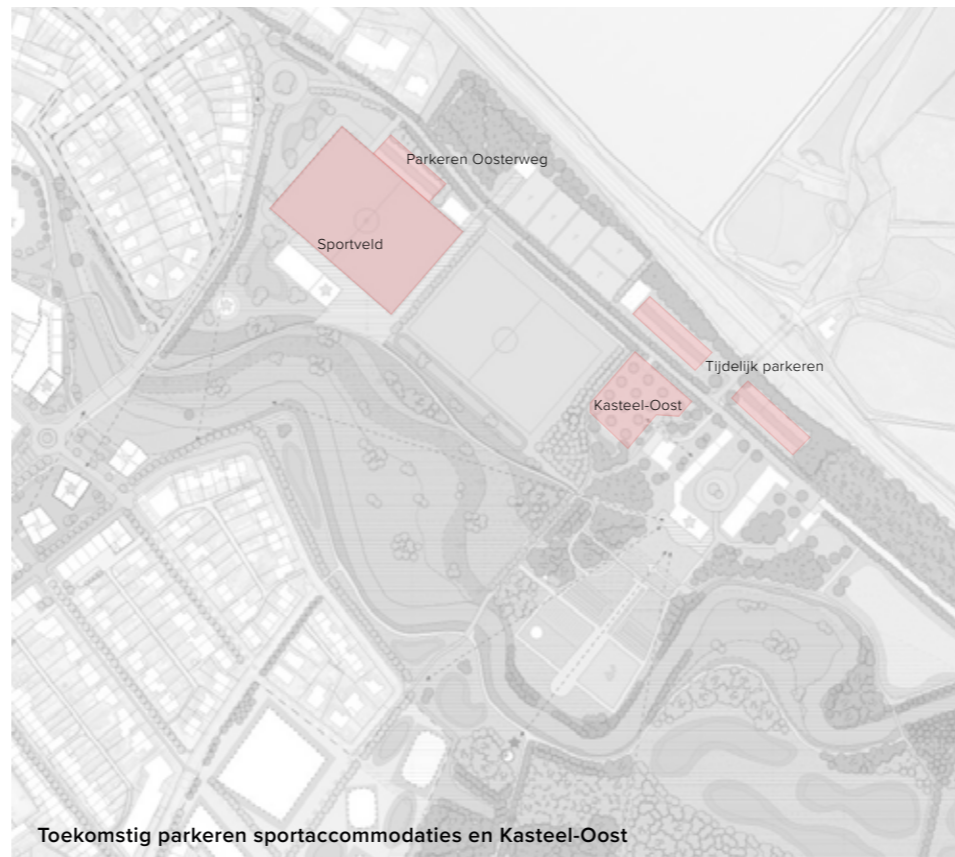 Parkeren Oosterweg
Sportveld
Tijdelijk parkeren
Kasteel-Oost
Toekomstig parkeren sportaccommodaties en Kasteel-Oost